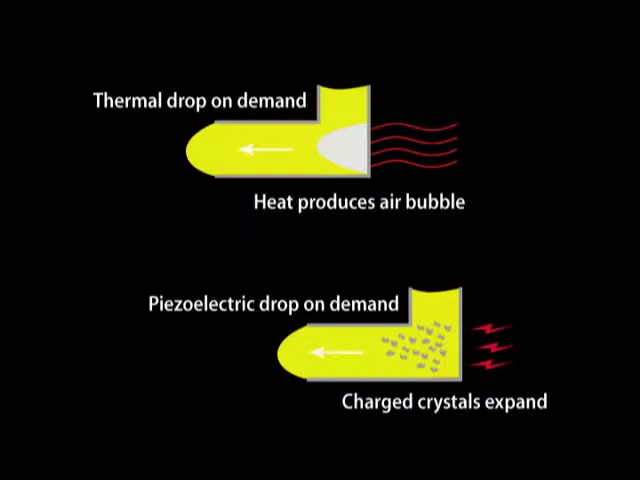 Thermal drop on demand
Heat produces air bubble
Piezoelectric drop on demand
Charged crystals expand